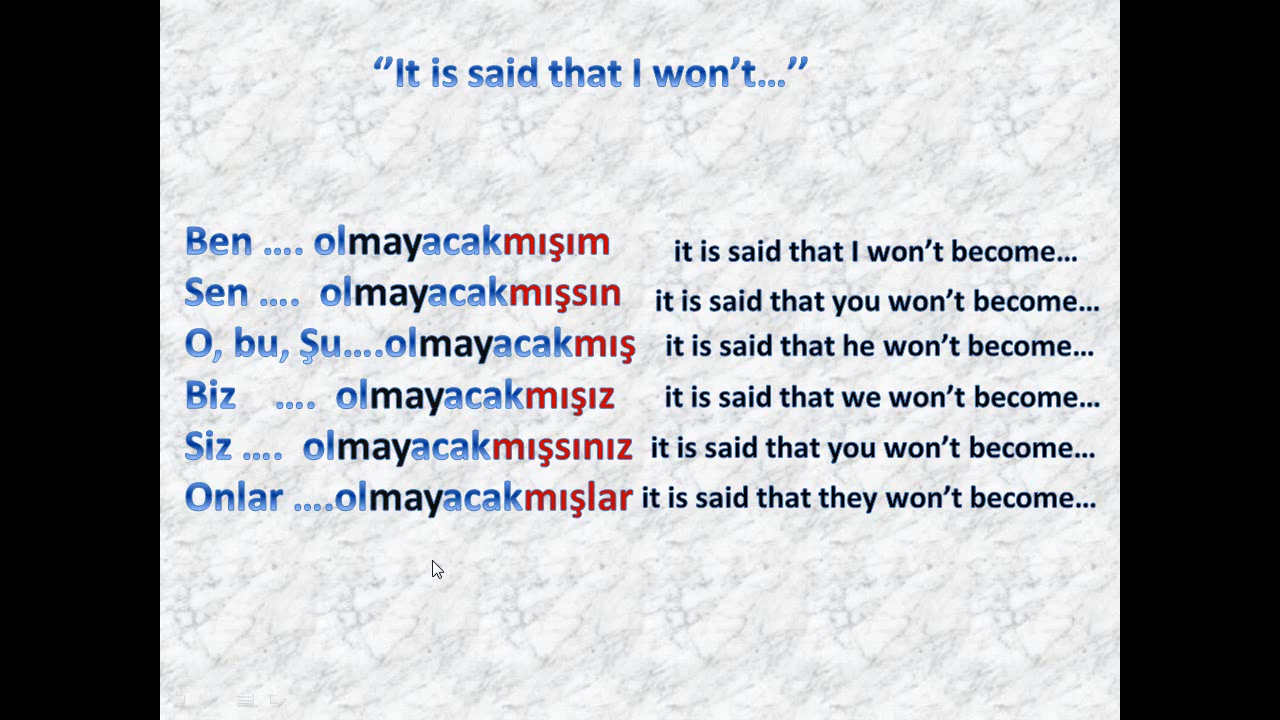 ‘’It is said that I won’t…’’
Ben …. olmayacakmışım it is said that I won’t become…
Sen …. olmayacakmışsın it is said that you won’t become…
O, bu, Şu….olmayacakmış it is said that he won’t become…
Biz …. olmayacakmışız it is said that we won’t become…
Siz …. olmayacakmışsınız it is said that you won’t become…
Onlar ….olmayacakmışlar it is said that they won’t become…